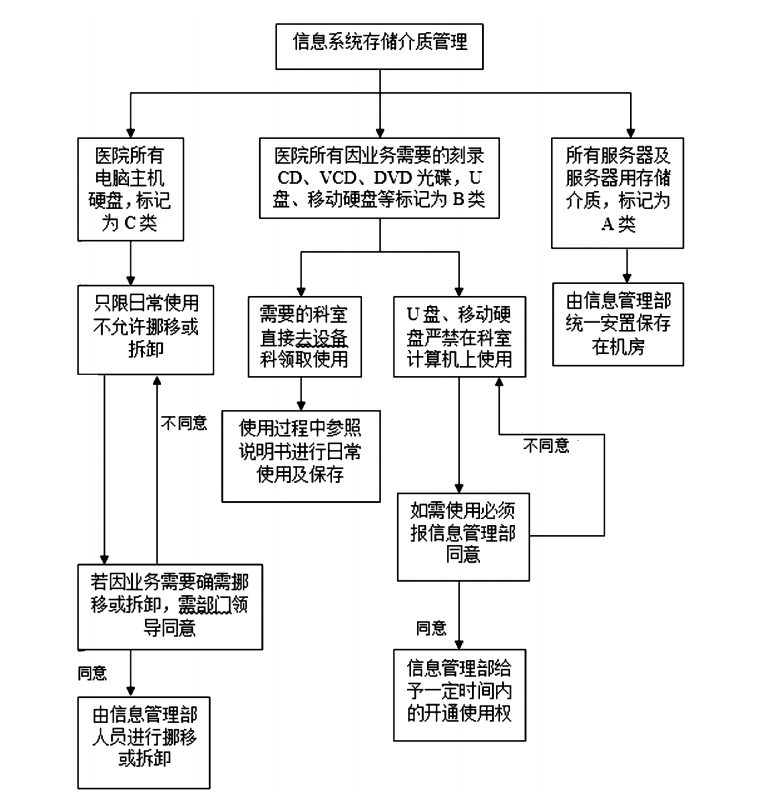 信息系统存储介质管理
医院所有
电脑主机
硬盘，标记
为 C 类
医院所有因业务需要的刻录
CD、VCD、DVD 光碟，U
盘、移动硬盘等标记为 B 类
所有服务器及
服务器用存储
介质，标记为
A 类
只限日常使用
不允许挪移或
拆卸
需要的科室
直接去设备
科领取使用
U 盘、移动硬
盘严禁在科室
计算机上使用
由信息管理部
统一安置保存
在机房
不同意
使用过程中参照
说明书进行日常
使用及保存
不同意
如需使用必须
报信息管理部
同意
若因业务需要确需挪
移或拆卸，需部门领
导同意
同意
同意
信息管理部给
予一定时间内
的开通使用权
由信息管理部
人员进行挪移
或拆卸